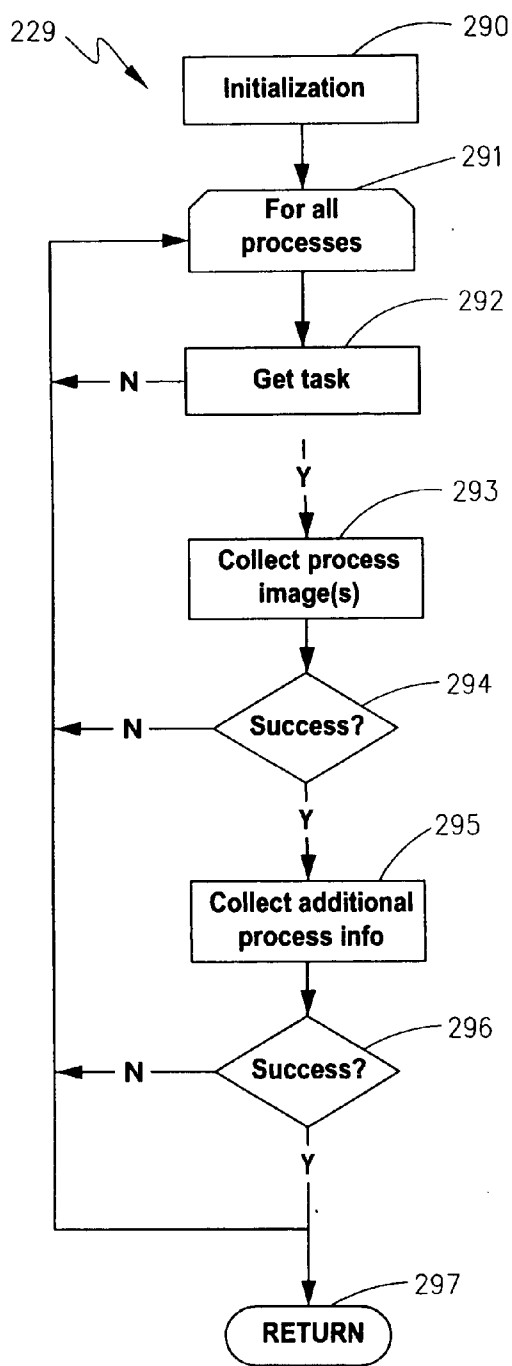 229
290
Initialization
291
For all
processes
292
Get task
N
Y
293
Collect process
image(s)
294
Success?
N
Y
295
Collect additional
process info
296
Success?
N
Y
297
RETURN